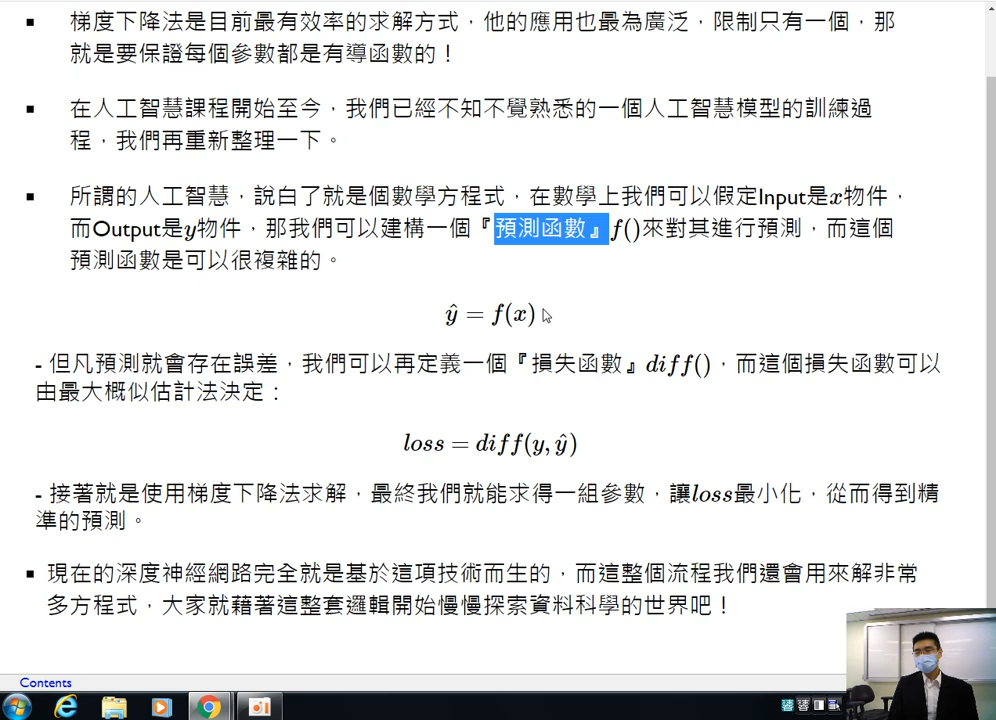 ▪ 梯度下降法是目前最有效率的求解方式，他的應用也最為廣泛，限制只有一個，那
就是要保證每個參數都是有導函數的！
▪ 在人工智慧課程開始至今，我們已經不知不覺熟悉的一個人工智慧模型的訓練過
程，我們再重新整理一下。
▪ 所謂的人工智慧，說白了就是個數學方程式，在數學上我們可以假定Input是x物件，
而Output是y物件，那我們可以建構一個『預測函數』f()來對其進行預測，而這個
預測函數是可以很複雜的。
ŷ = f(x)
- 但凡預測就會存在誤差，我們可以再定義一個『損失函數』diff()，而這個損失函數可以
由最大概似估計法決定：
loss = diff(y, ŷ)
- 接著就是使用梯度下降法求解，最終我們就能求得一組參數，讓loss最小化，從而得到精
準的預測。
▪ 現在的深度神經網路完全就是基於這項技術而生的，而這整個流程我們還會用來解非常
多方程式，大家就藉著這整套邏輯開始慢慢探索資料科學的世界吧！
Contents